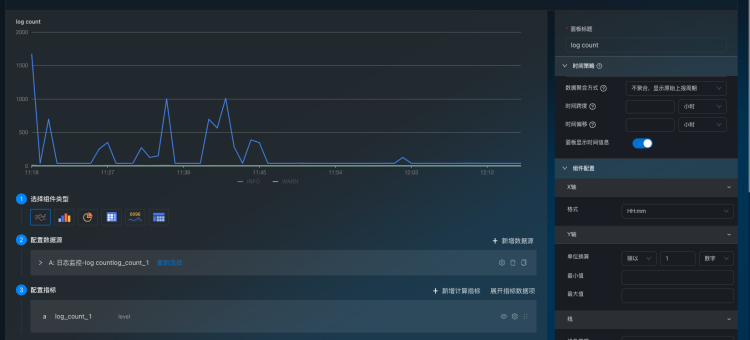 log count
2000
1500
1000
500
0
11:18
11:27
11:36
11:45
11:54
12:03
12:12
INFO
WARN
1 选择组件类型
2 配置数据源
+ 新增数据源
A: 日志监控-log countlog_count_1
3 配置指标
+ 新增计算指标 展开指标数据项
a log_count_1 level
* 面板标题
log count
时间策略
数据聚合方式 不聚合，显示原始上报周期
时间跨度 小时
时间偏移 小时
面板显示时间信息
组件配置
X轴
格式 HH:mm
Y轴
单位换算 乘以 1 数字
最小值
最大值
线